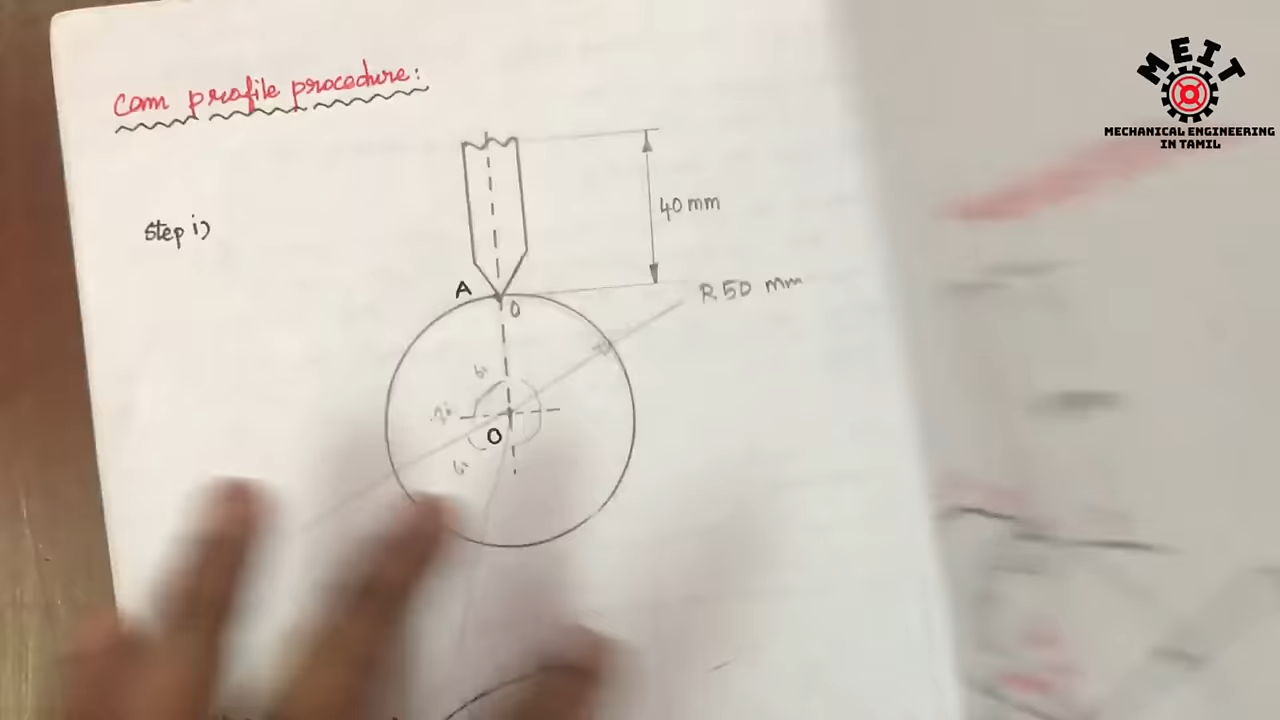 MEIT
MECHANICAL ENGINEERING
IN TAMIL
Cam profile procedure:
Step i)
40 mm
A
0
R 50 mm
O